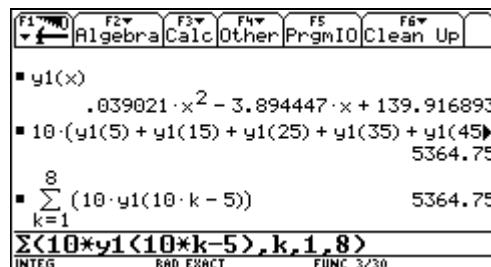 F1 F2 F3 F4 F5 F6
Algebra Calc Other PrgmIO Clean Up
▪ y1(x)
.039021·x² - 3.894447·x + 139.916893
▪ 10·(y1(5) + y1(15) + y1(25) + y1(35) + y1(45▶
5364.75
8
▪ Σ (10·y1(10·k - 5)) 5364.75
k=1
Σ(10*y1(10*k-5),k,1,8)
INTEG RAD EXACT FUNC 3/30